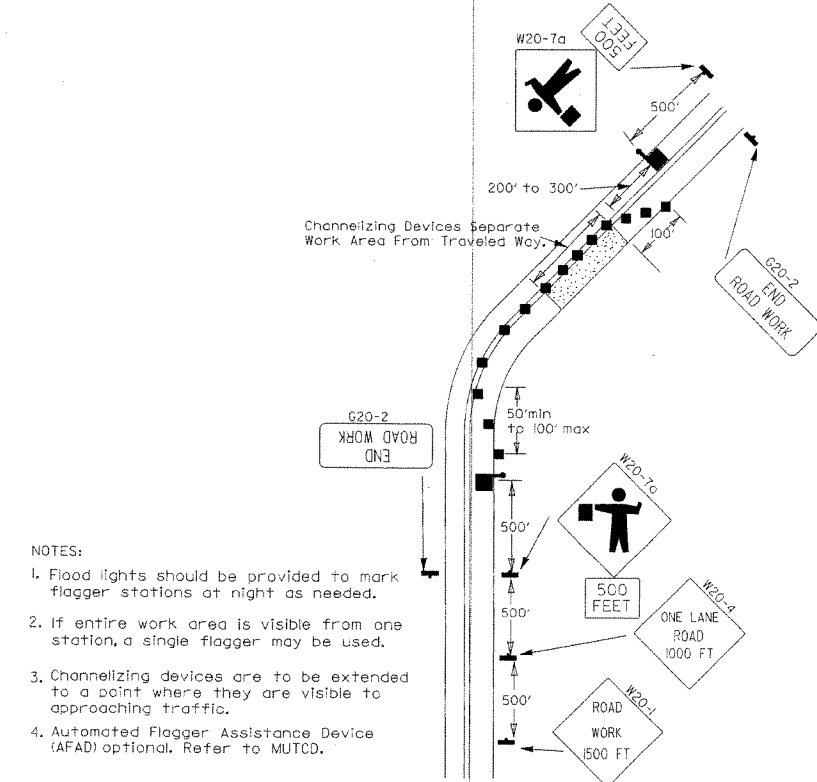 W20-7a
500
FEET
500'
200' to 300'
Channelizing Devices Separate
Work Area From Traveled Way.
100'
G20-2
END
ROAD WORK
50'min
to 100' max
G20-2
END
ROAD WORK
W20-7a
500'
500
FEET
500'
W20-4
ONE LANE
ROAD
1000 FT
500'
W20-1
ROAD
WORK
1500 FT
NOTES:
1. Flood lights should be provided to mark
flagger stations at night as needed.
2. If entire work area is visible from one
station, a single flagger may be used.
3. Channelizing devices are to be extended
to a point where they are visible to
approaching traffic.
4. Automated Flagger Assistance Device
(AFAD) optional. Refer to MUTCD.